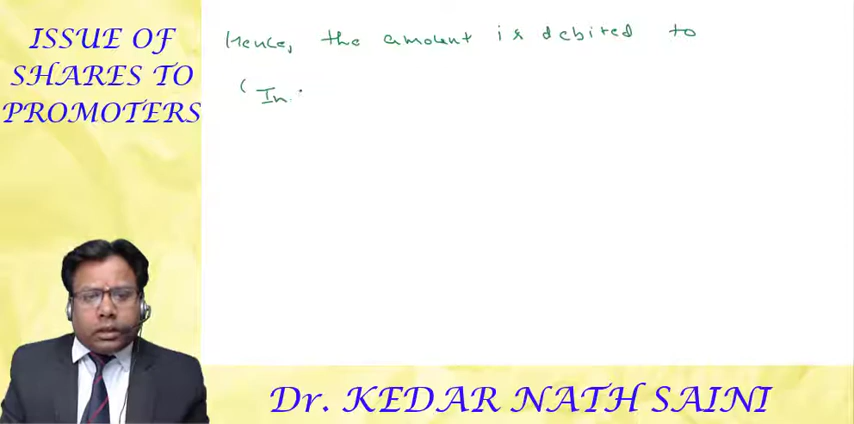 ISSUE OF
SHARES TO
PROMOTERS
Hence, the amount is debited to
( In.
Dr. KEDAR NATH SAINI